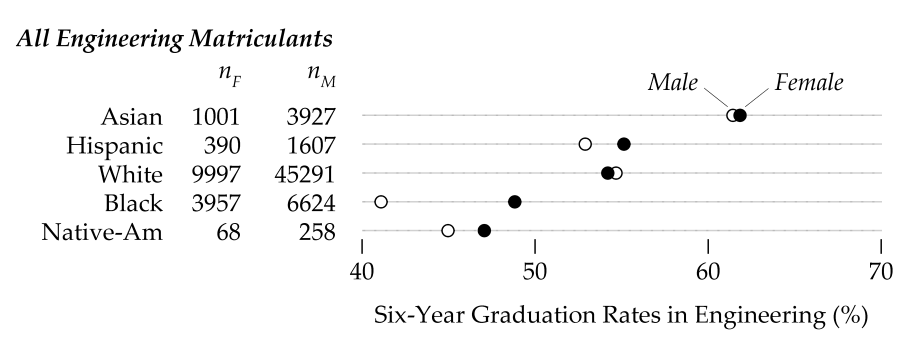 All Engineering Matriculants
n_F n_M
Male Female
Asian 1001 3927
Hispanic 390 1607
White 9997 45291
Black 3957 6624
Native-Am 68 258
40 50 60 70
Six-Year Graduation Rates in Engineering (%)